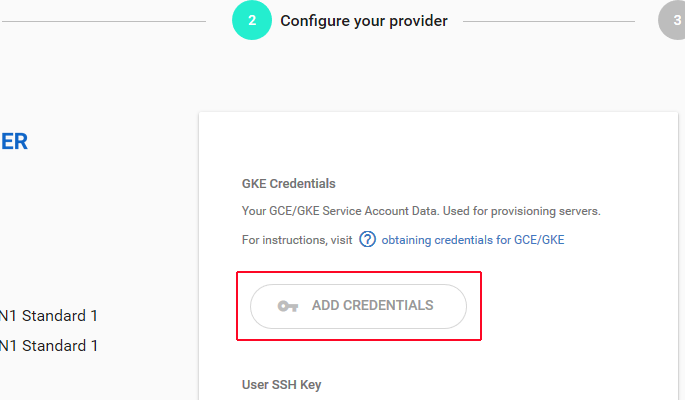 2 Configure your provider 3
ER
GKE Credentials
Your GCE/GKE Service Account Data. Used for provisioning servers.
For instructions, visit ? obtaining credentials for GCE/GKE
ADD CREDENTIALS
N1 Standard 1
N1 Standard 1
User SSH Key